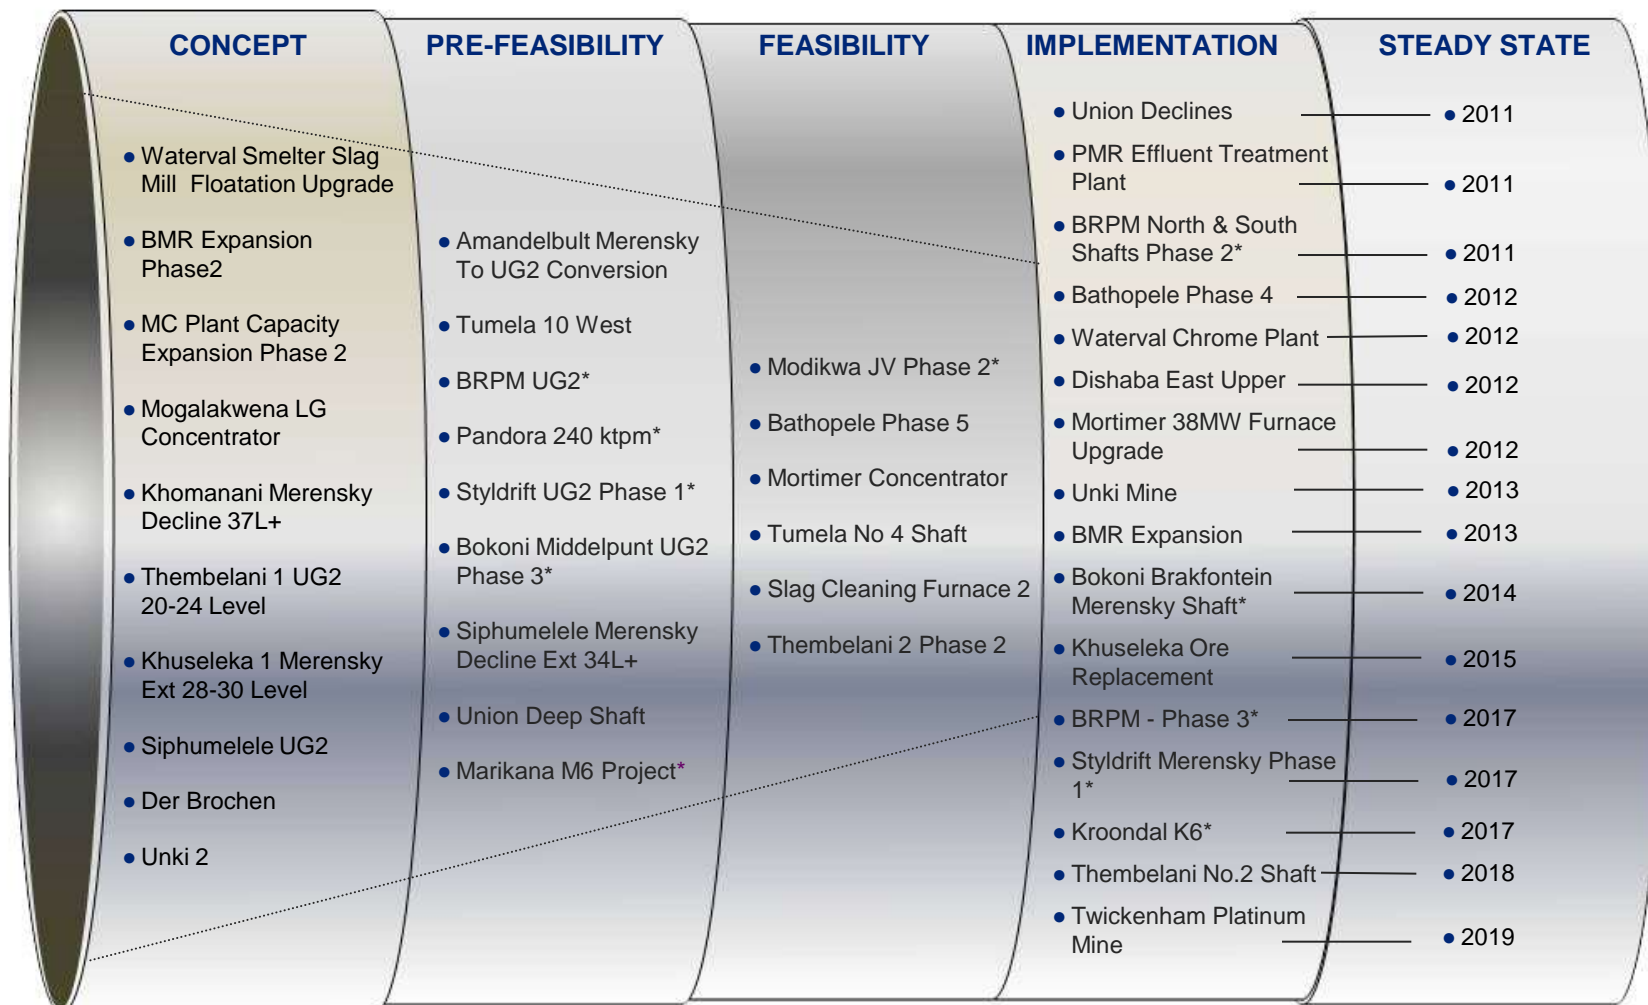 CONCEPT
Waterval Smelter Slag
Mill Floatation Upgrade
BMR Expansion
Phase2
MC Plant Capacity
Expansion Phase 2
Mogalakwena LG
Concentrator
Khomanani Merensky
Decline 37L+
Thembelani 1 UG2
20-24 Level
Khuseleka 1 Merensky
Ext 28-30 Level
Siphumelele UG2
Der Brochen
Unki 2
PRE-FEASIBILITY
Amandelbult Merensky
To UG2 Conversion
Tumela 10 West
BRPM UG2*
Pandora 240 ktpm*
Styldrift UG2 Phase 1*
Bokoni Middelpunt UG2
Phase 3*
Siphumelele Merensky
Decline Ext 34L+
Union Deep Shaft
Marikana M6 Project*
FEASIBILITY
Modikwa JV Phase 2*
Bathopele Phase 5
Mortimer Concentrator
Tumela No 4 Shaft
Slag Cleaning Furnace 2
Thembelani 2 Phase 2
IMPLEMENTATION
Union Declines
PMR Effluent Treatment
Plant
BRPM North & South
Shafts Phase 2*
Bathopele Phase 4
Waterval Chrome Plant
Dishaba East Upper
Mortimer 38MW Furnace
Upgrade
Unki Mine
BMR Expansion
Bokoni Brakfontein
Merensky Shaft*
Khuseleka Ore
Replacement
BRPM - Phase 3*
Styldrift Merensky Phase
1*
Kroondal K6*
Thembelani No.2 Shaft
Twickenham Platinum
Mine
STEADY STATE
2011
2011
2011
2012
2012
2012
2012
2013
2013
2014
2015
2017
2017
2017
2018
2019